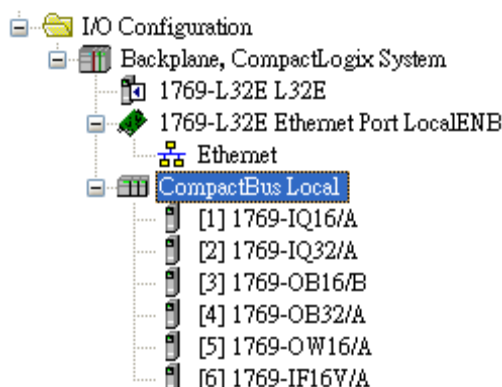 I/O Configuration
Backplane, CompactLogix System
1769-L32E L32E
1769-L32E Ethernet Port LocalENB
Ethernet
CompactBus Local
[1] 1769-IQ16/A
[2] 1769-IQ32/A
[3] 1769-OB16/B
[4] 1769-OB32/A
[5] 1769-OW16/A
[6] 1769-IF16V/A